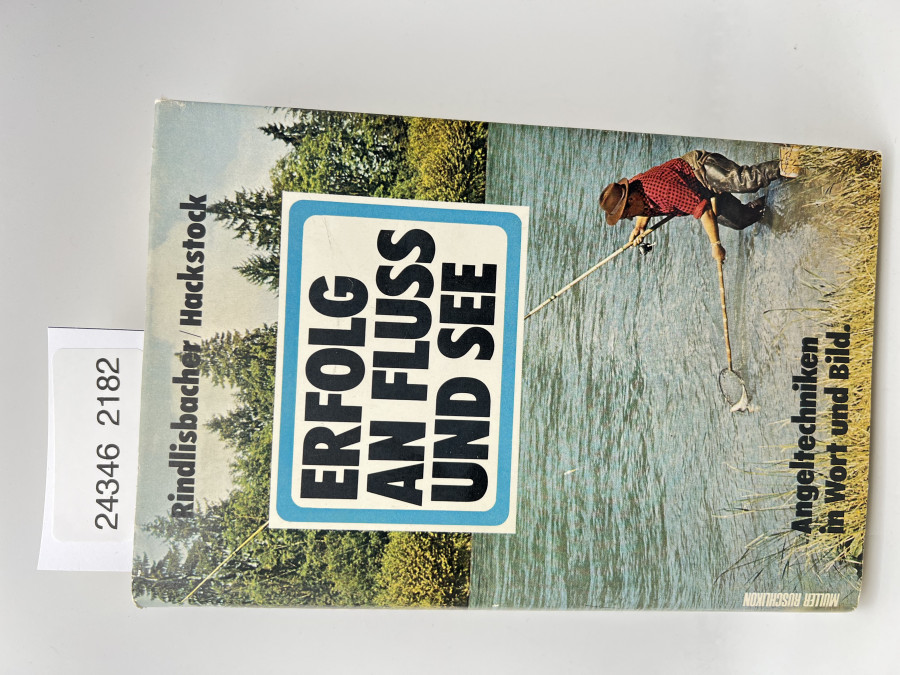 24346 2182
Rindlisbacher / Hackstock
ERFOLG
AN FLUSS
UND SEE
Angeltechniken
in Wort und Bild.
MÜLLER RÜSCHLIKON